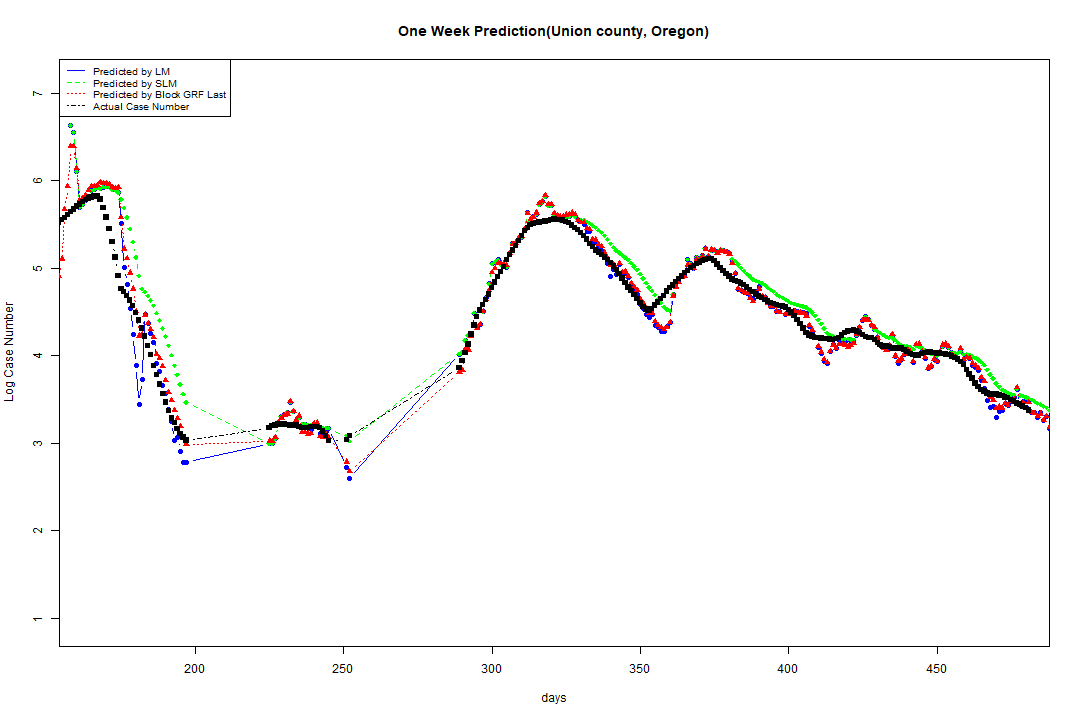 One Week Prediction(Union county, Oregon)
Predicted by LM
Predicted by SLM
Predicted by Block GRF Last
Actual Case Number
7
6
5
4
3
2
1
Log Case Number
200 250 300 350 400 450
days